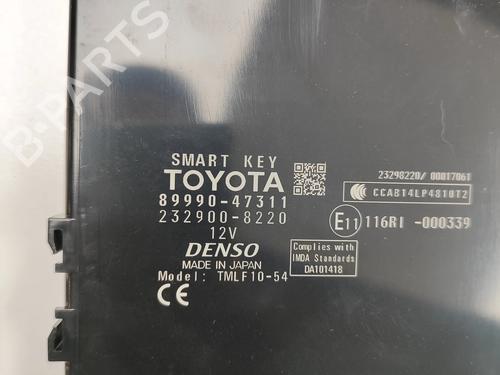 B-PARTS
SMART KEY
TOYOTA
89990-47311
232900-8220
12V
DENSO
MADE IN JAPAN
Model: TMLF10-54
CE
23298220/ 00017061
CCAB14LP4810T2
E11 116RI -000339
Complies with
IMDA Standards
DA101418